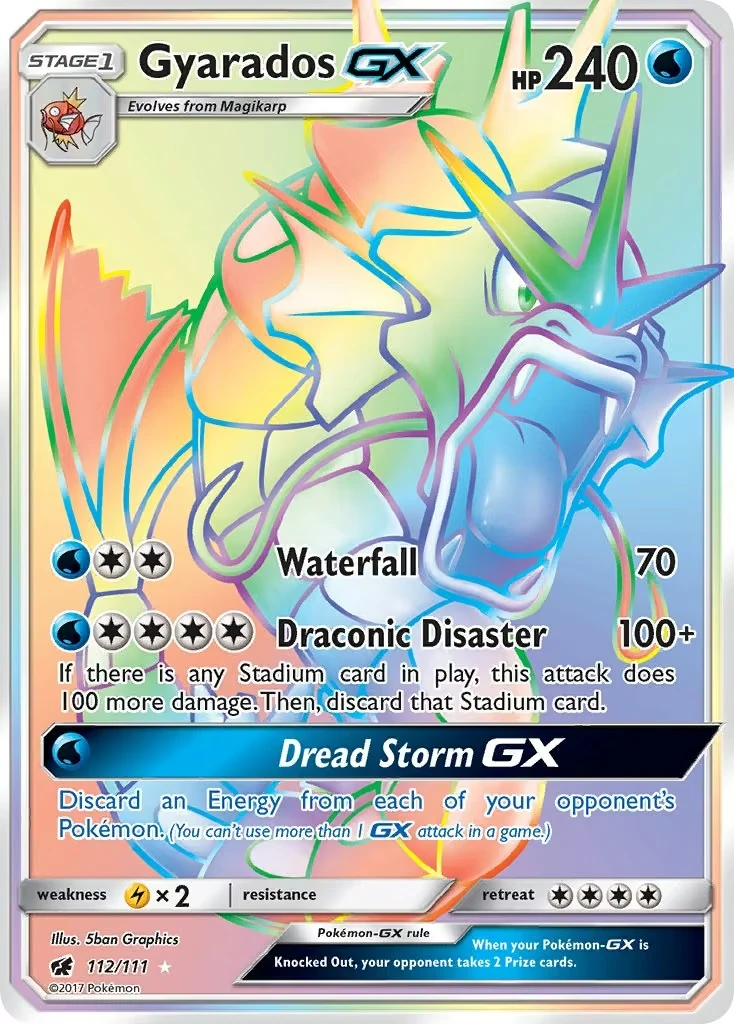 STAGE 1 Gyarados GX HP 240
Evolves from Magikarp
Waterfall 70
Draconic Disaster 100+
If there is any Stadium card in play, this attack does
100 more damage. Then, discard that Stadium card.
Dread Storm GX
Discard an Energy from each of your opponent's
Pokémon. (You can't use more than 1 GX attack in a game.)
weakness ×2 resistance retreat
Illus. 5ban Graphics
Pokémon-GX rule
When your Pokémon-GX is
Knocked Out, your opponent takes 2 Prize cards.
112/111
©2017 Pokémon